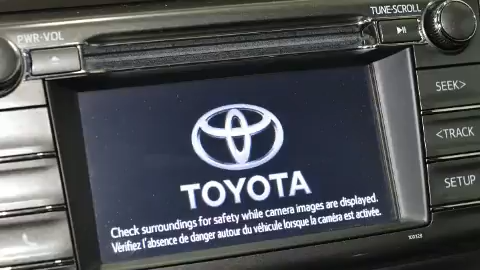 PWR•VOL
TUNE•SCROLL
SEEK>
<TRACK
SETUP
TOYOTA
Check surroundings for safety while camera images are displayed.
Vérifiez l'absence de danger autour du véhicule lorsque la caméra est activée.